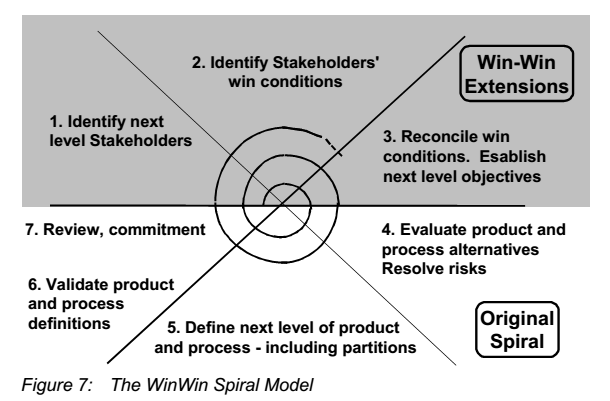 2. Identify Stakeholders'
win conditions
Win-Win
Extensions
1. Identify next
level Stakeholders
3. Reconcile win
conditions.  Esablish
next level objectives
7. Review, commitment
4. Evaluate product and
process alternatives
Resolve risks
6. Validate product
and process
definitions
5. Define next level of product
and process - including partitions
Original
Spiral
Figure 7:   The WinWin Spiral Model